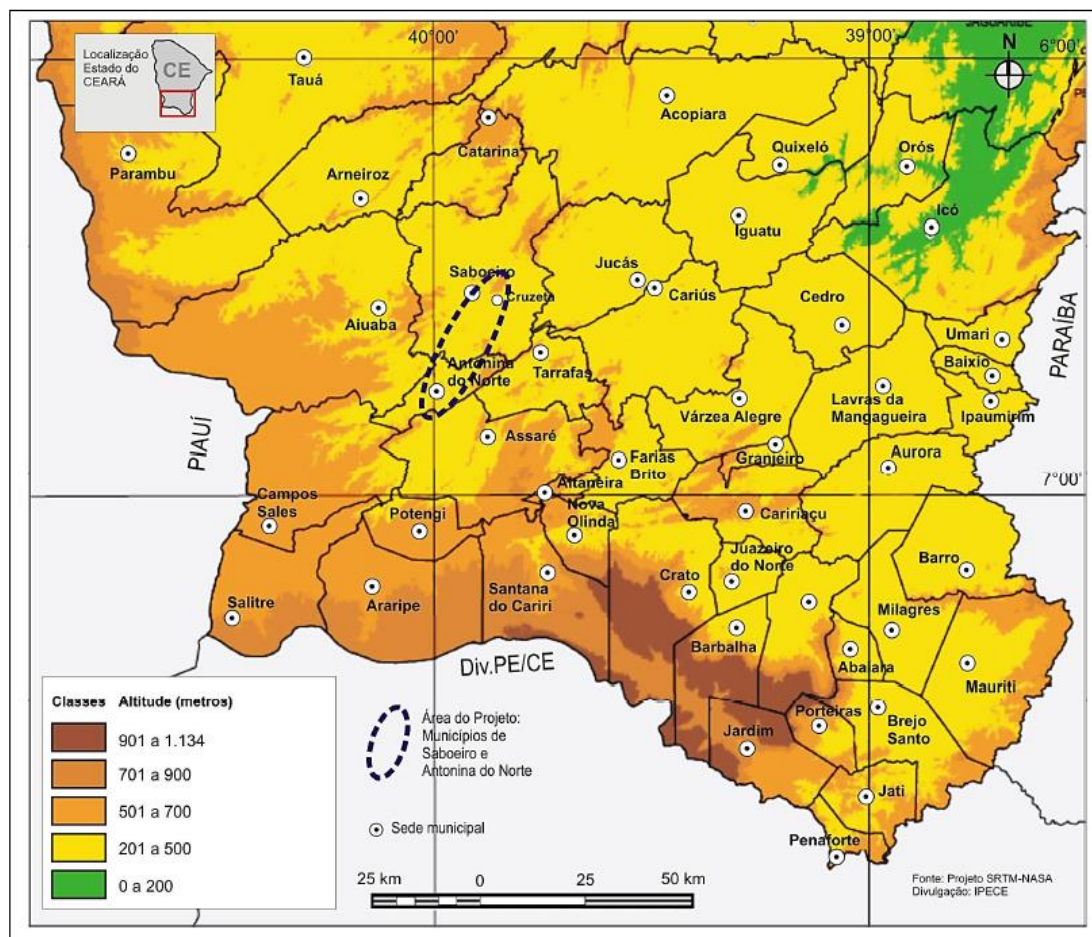 JAGUARIBE
Localização
Estado do
CEARÁ
CE
40°00'
39°00'
6°00'
N
Tauá
Acopiara
Parambu
Catarina
Quixeló
Orós
Arneiroz
Iguatu
Icó
Saboeiro
Cruzeta
Jucás
Cariús
Aiuaba
Cedro
Umari
PARAÍBA
Baixio
Antonina
do Norte
Tarrafas
Várzea Alegre
Lavras da
Mangagueira
Ipaumirim
PIAUÍ
Assaré
Farias
Brito
Granjeiro
Aurora
Altaneira
7°00'
Campos
Sales
Potengi
Nova
Olinda
Caririaçu
Juazeiro
do Norte
Barro
Crato
Salitre
Araripe
Santana
do Cariri
Milagres
Barbalha
Abaiara
Mauriti
Div.PE/CE
Porteiras
Brejo
Santo
Jardim
Jati
Penaforte
Classes Altitude (metros)
901 a 1.134
701 a 900
501 a 700
201 a 500
0 a 200
Área do Projeto:
Municípios de
Saboeiro e
Antonina do Norte
Sede municipal
25 km 0 25 50 km
Fonte: Projeto SRTM-NASA
Divulgação: IPECE